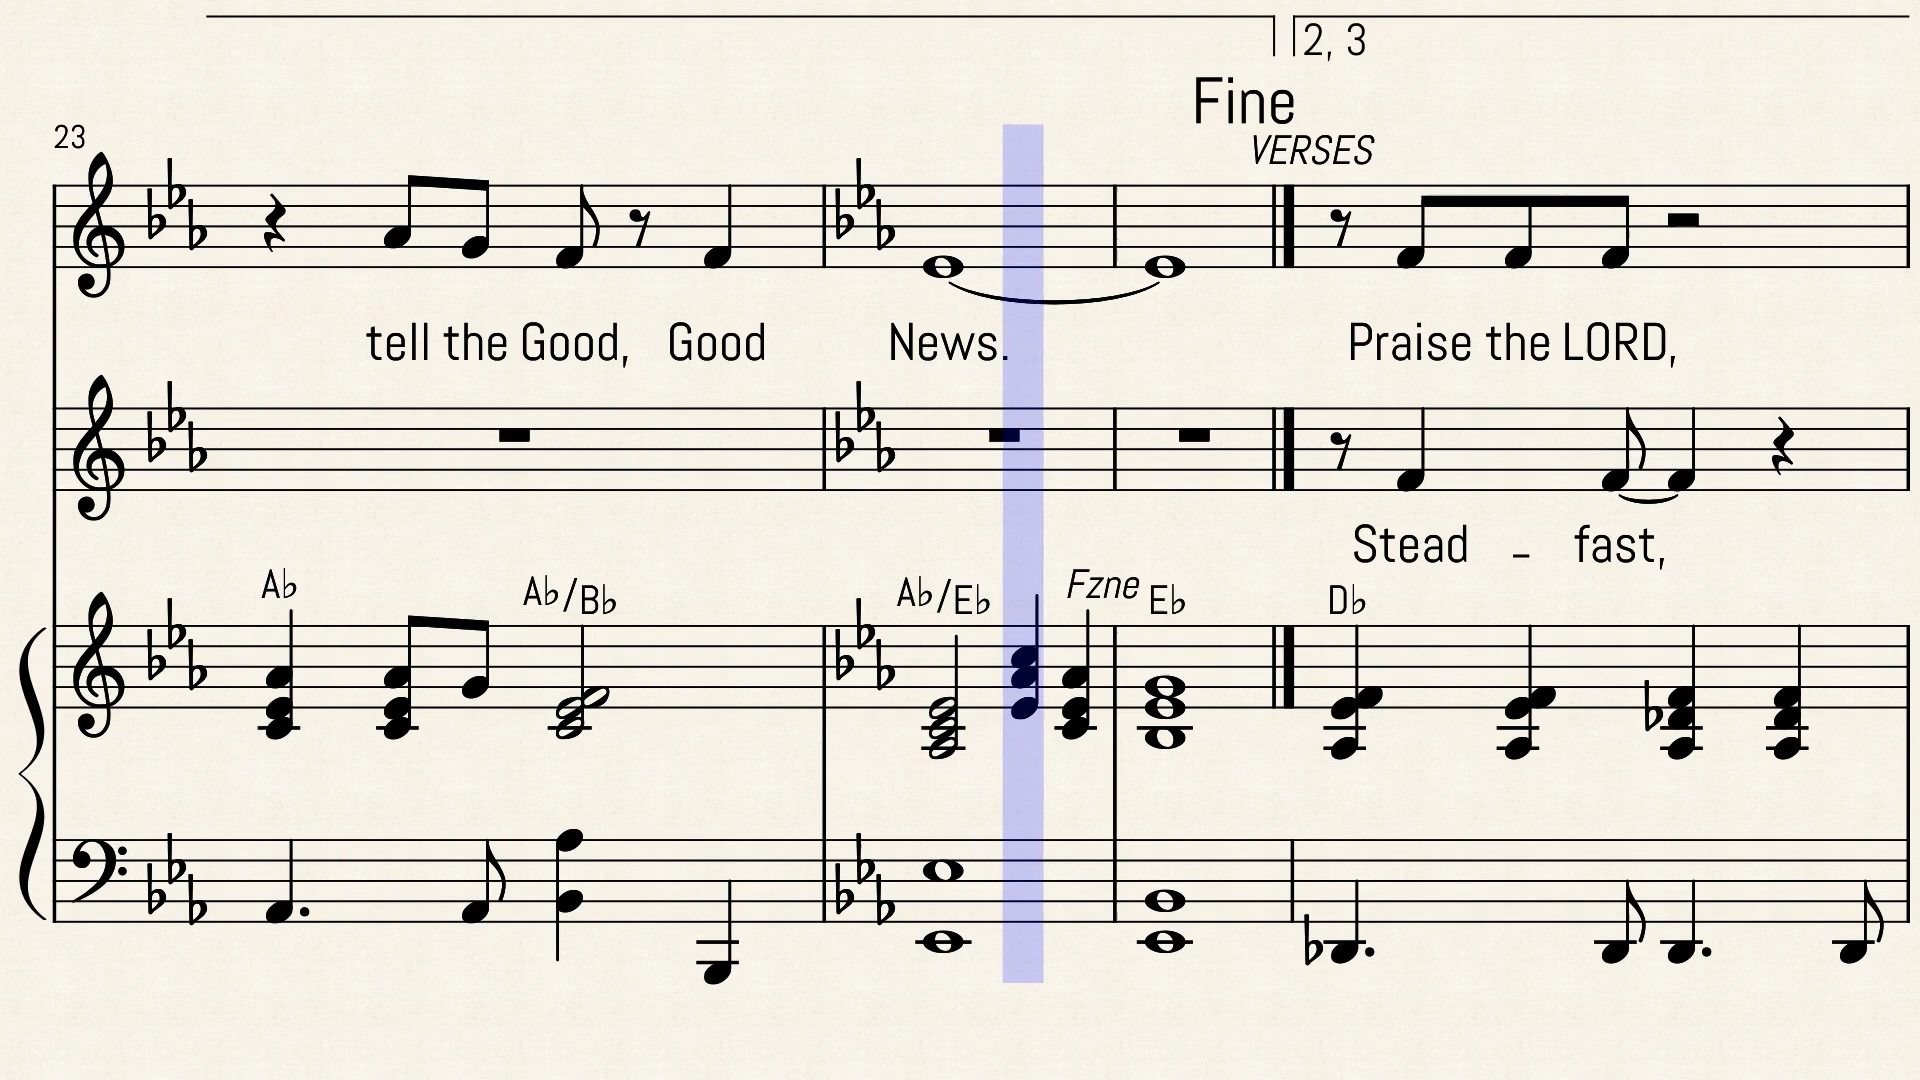 2, 3
Fine
VERSES
23
tell the Good, Good News. Praise the LORD,
Stead - fast,
A♭ A♭/B♭ A♭/E♭ Fzne E♭ D♭